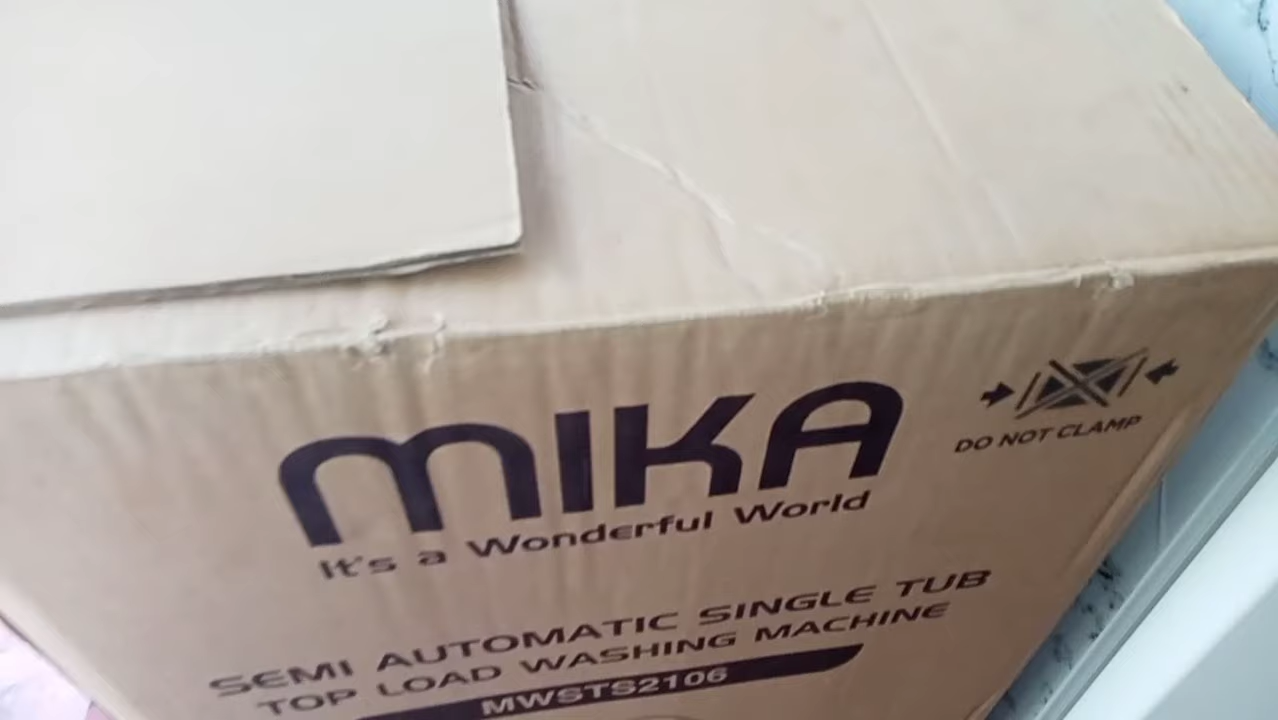 MIKA
DO NOT CLAMP
It's a Wonderful World
SEMI AUTOMATIC SINGLE TUB
TOP LOAD WASHING MACHINE
MWSTS2106